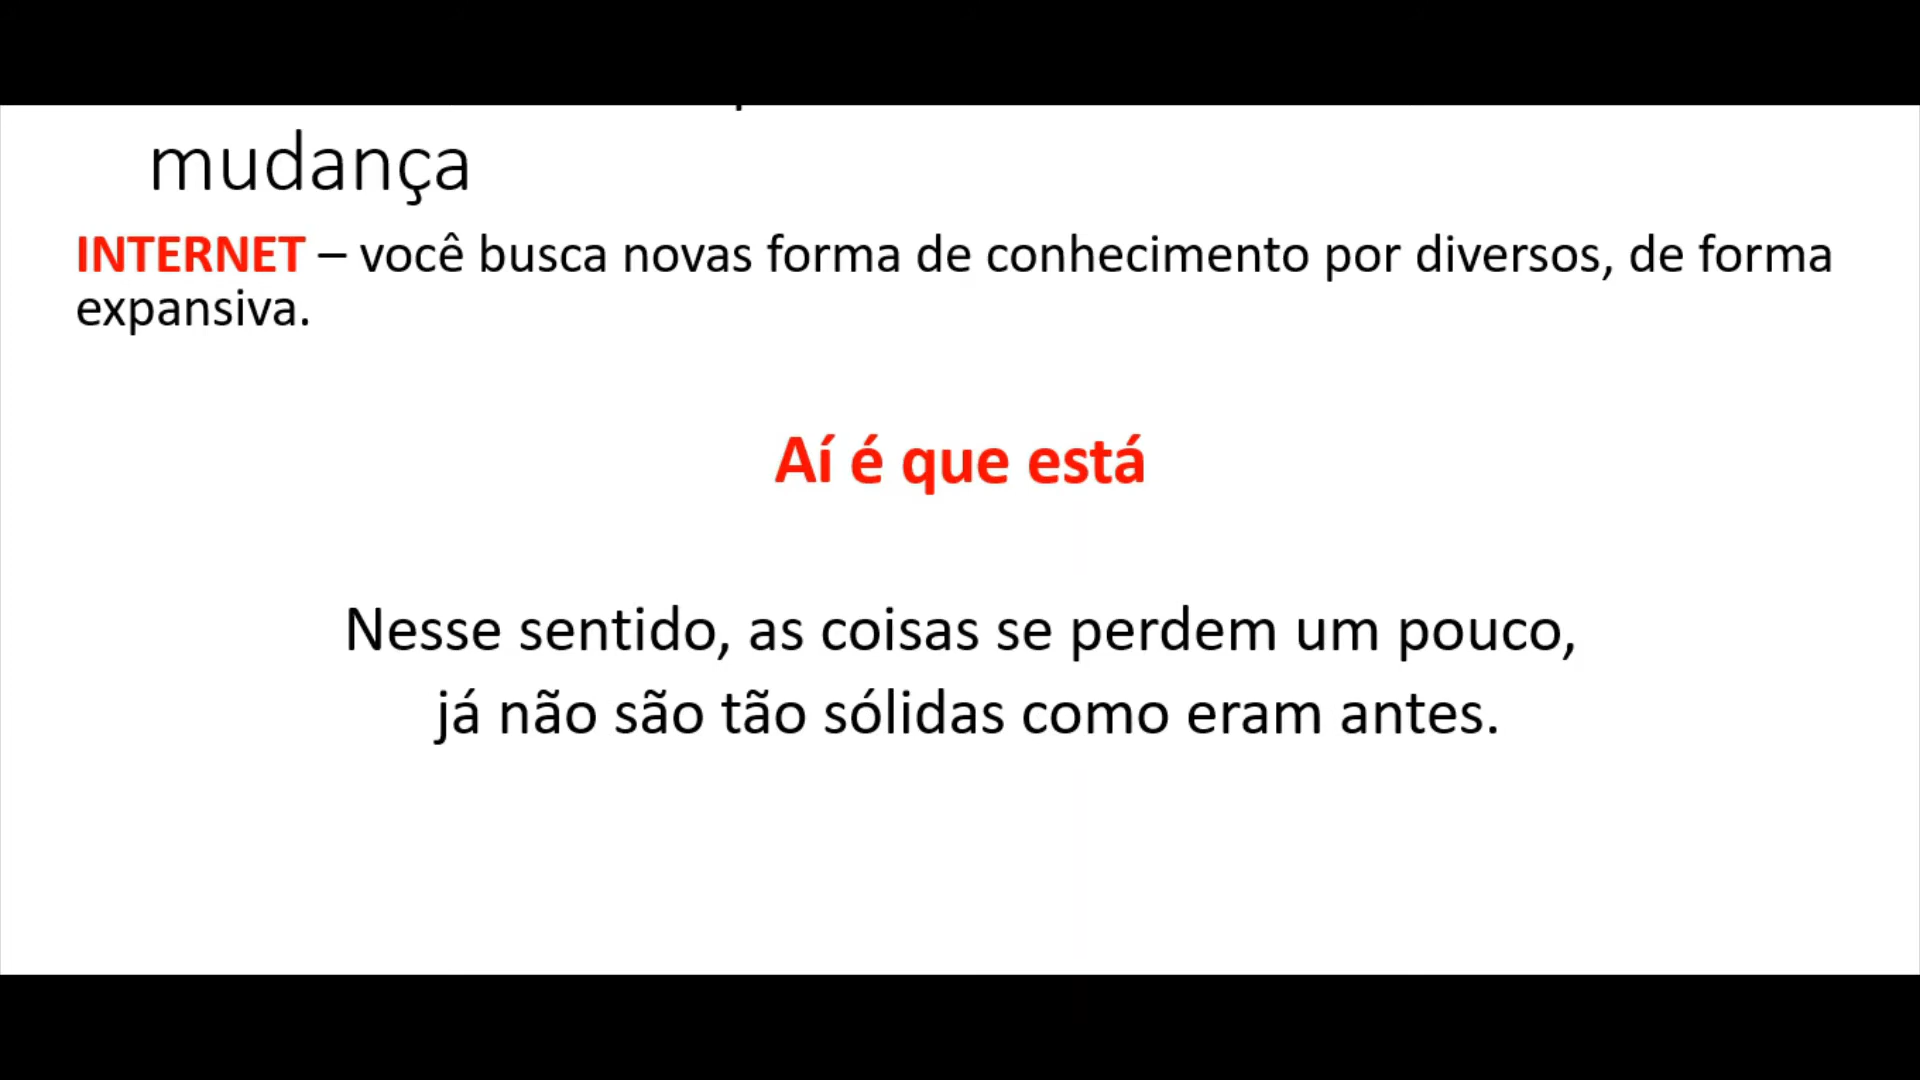 mudança
INTERNET – você busca novas forma de conhecimento por diversos, de forma
expansiva.
Aí é que está
Nesse sentido, as coisas se perdem um pouco,
já não são tão sólidas como eram antes.